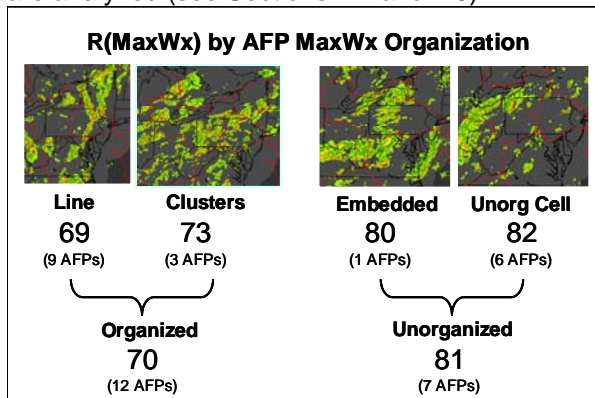 R(MaxWx) by AFP MaxWx Organization
Line Clusters Embedded Unorg Cell
69 73 80 82
(9 AFPs) (3 AFPs) (1 AFPs) (6 AFPs)
Organized Unorganized
70 81
(12 AFPs) (7 AFPs)